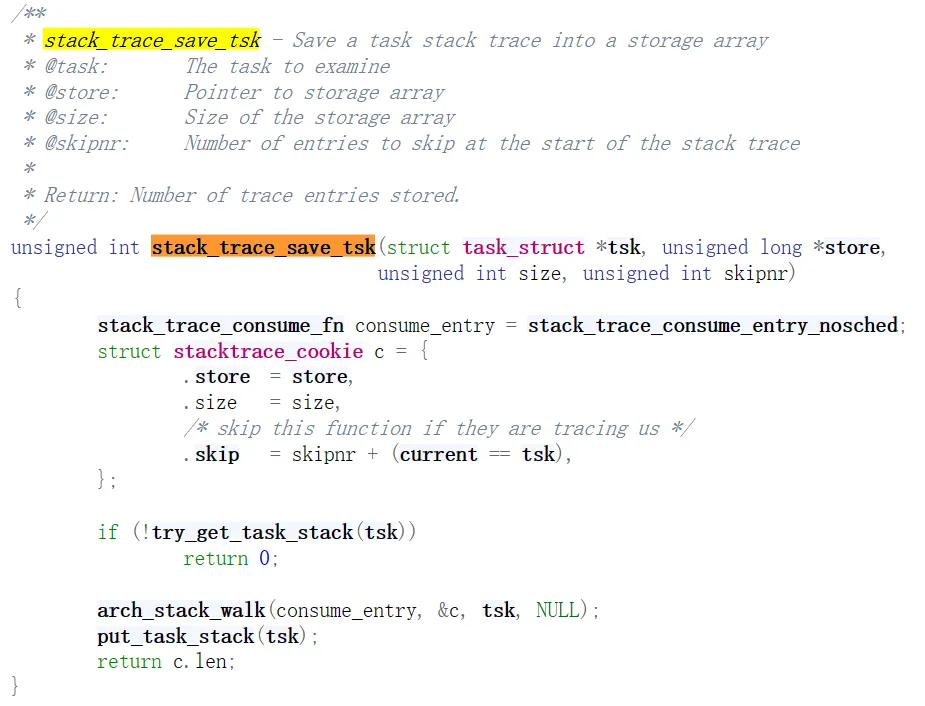 /**
 * stack_trace_save_tsk - Save a task stack trace into a storage array
 * @task:	The task to examine
 * @store:	Pointer to storage array
 * @size:	Size of the storage array
 * @skipnr:	Number of entries to skip at the start of the stack trace
 *
 * Return: Number of trace entries stored.
 */
unsigned int stack_trace_save_tsk(struct task_struct *tsk, unsigned long *store,
				  unsigned int size, unsigned int skipnr)
{
	stack_trace_consume_fn consume_entry = stack_trace_consume_entry_nosched;
	struct stacktrace_cookie c = {
		.store	= store,
		.size	= size,
		/* skip this function if they are tracing us */
		.skip	= skipnr + (current == tsk),
	};

	if (!try_get_task_stack(tsk))
		return 0;

	arch_stack_walk(consume_entry, &c, tsk, NULL);
	put_task_stack(tsk);
	return c.len;
}